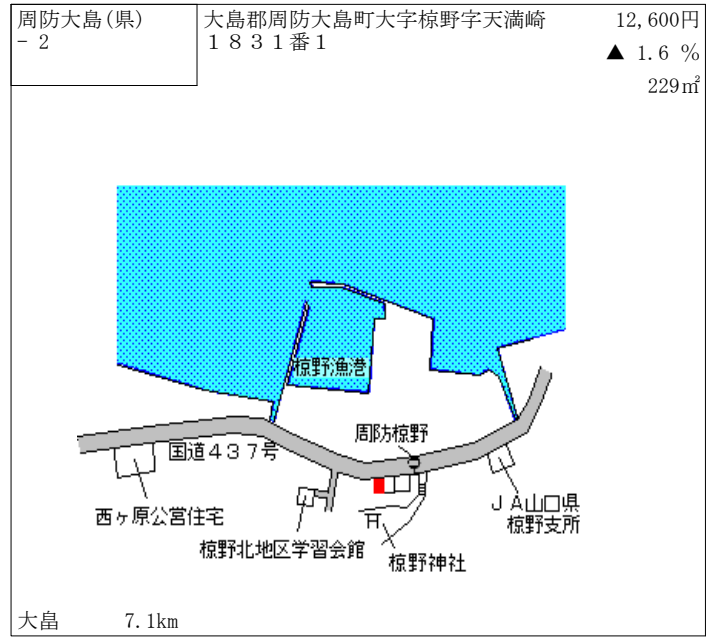 周防大島(県)
－2
大島郡周防大島町大字椋野字天満崎
１８３１番1
12,600円
▲ 1.6 %
229㎡
椋野漁港
周防椋野
国道４３７号
西ヶ原公営住宅
ＪＡ山口県
椋野支所
椋野北地区学習会館
椋野神社
大畠 7.1km